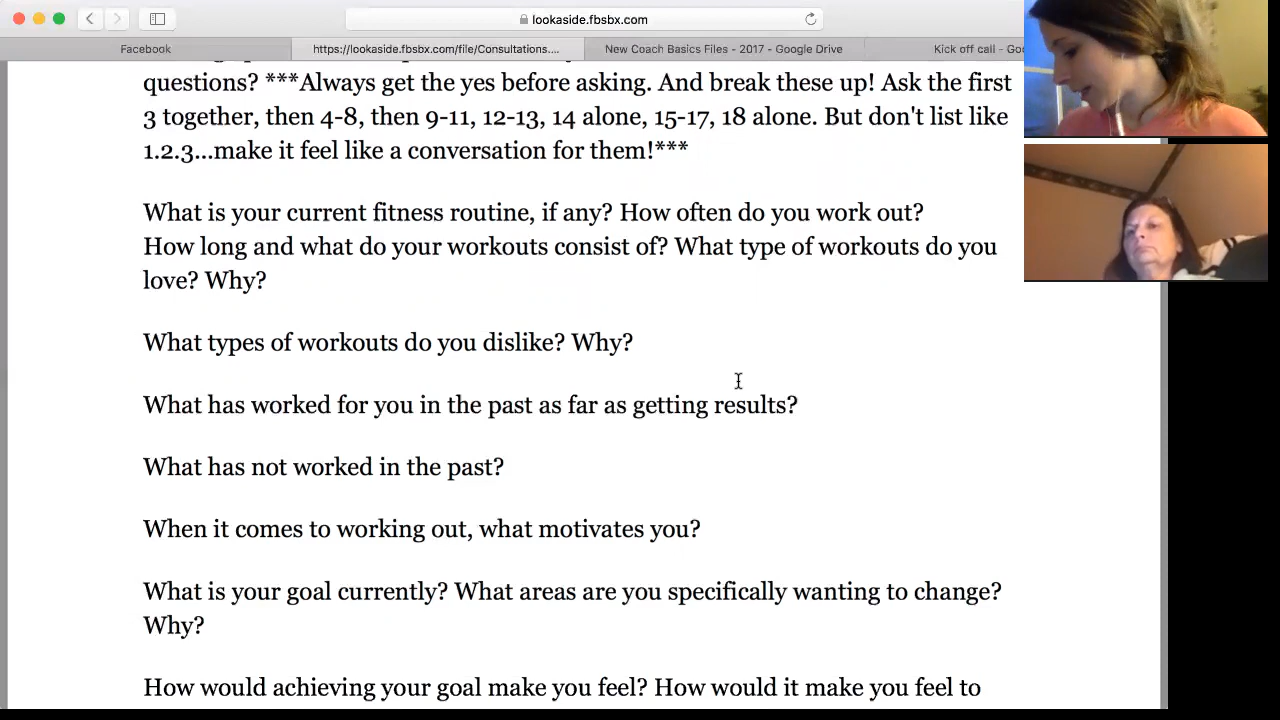 lookaside.fbsbx.com
Facebook
https://lookaside.fbsbx.com/file/Consultations....
New Coach Basics Files - 2017 - Google Drive
Kick off call - Go
questions? ***Always get the yes before asking. And break these up! Ask the first
3 together, then 4-8, then 9-11, 12-13, 14 alone, 15-17, 18 alone. But don't list like
1.2.3...make it feel like a conversation for them!***
What is your current fitness routine, if any? How often do you work out?
How long and what do your workouts consist of? What type of workouts do you
love? Why?
What types of workouts do you dislike? Why?
What has worked for you in the past as far as getting results?
What has not worked in the past?
When it comes to working out, what motivates you?
What is your goal currently? What areas are you specifically wanting to change?
Why?
How would achieving your goal make you feel? How would it make you feel to